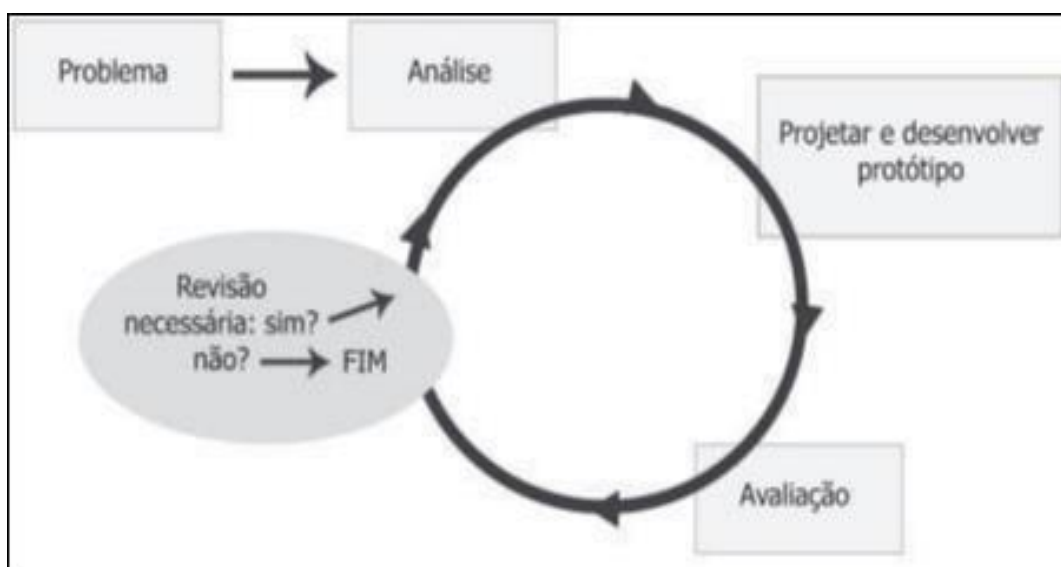 Problema
Análise
Projetar e desenvolver
protótipo
Revisão
necessária: sim?
não?
FIM
Avaliação